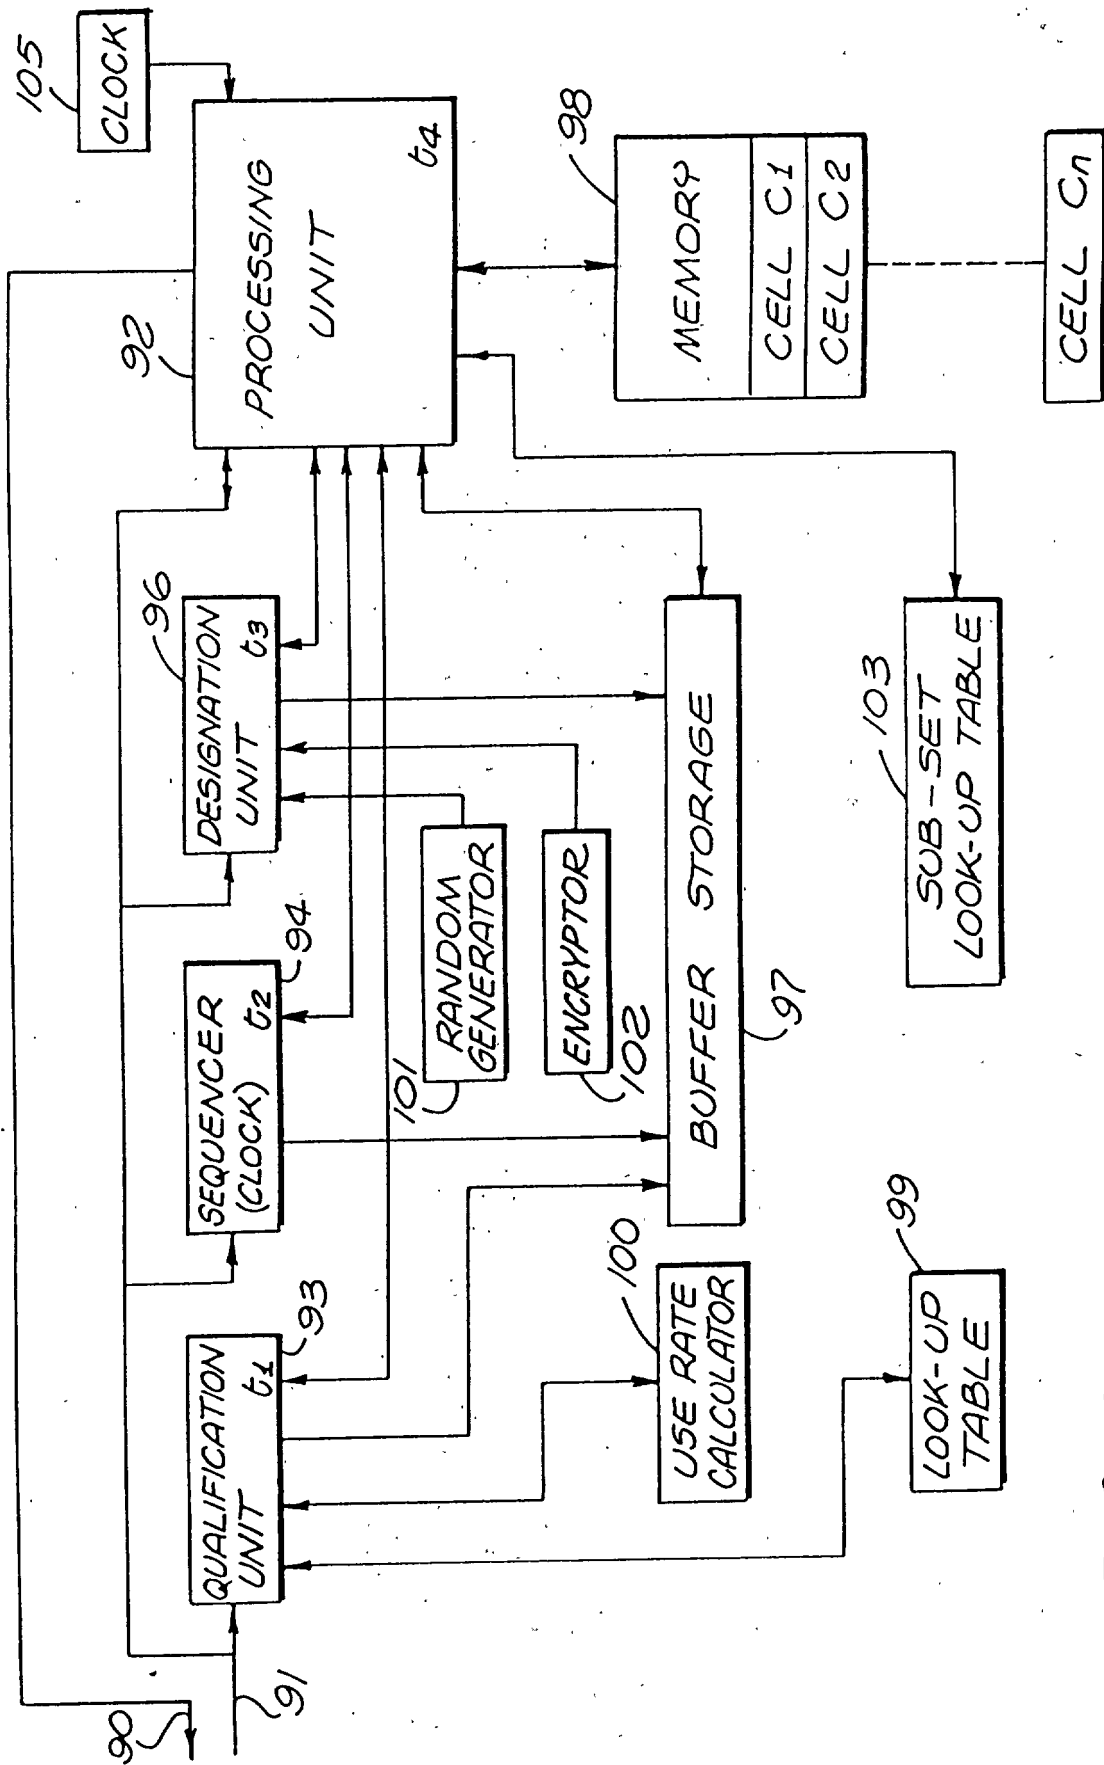 105
CLOCK
90
91
QUALIFICATION
UNIT
t1
93
SEQUENCER
(CLOCK)
t2
94
DESIGNATION
UNIT
t3
96
92
PROCESSING
UNIT
t4
101
RANDOM
GENERATOR
ENCRYPTOR
102
100
USE RATE
CALCULATOR
BUFFER STORAGE
97
98
MEMORY
CELL C1
CELL C2
CELL Cn
99
LOOK-UP
TABLE
103
SUB-SET
LOOK-UP TABLE